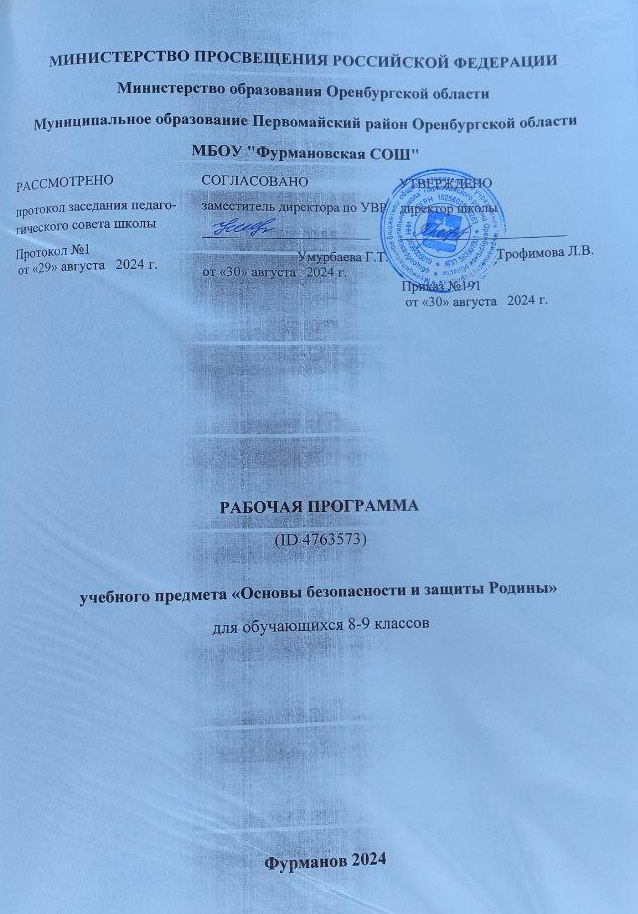 МИНИСТЕРСТВО ПРОСВЕЩЕНИЯ РОССИЙСКОЙ ФЕДЕРАЦИИ
Министерство образования Оренбургской области
Муниципальное образование Первомайский район Оренбургской области
МБОУ "Фурмановская СОШ"
РАССМОТРЕНО
протокол заседания педаго-
гического совета школы
Протокол №1
от «29» августа 2024 г.
СОГЛАСОВАНО
заместитель директора по УВР
Умурбаева Г.Т.
от «30» августа 2024 г.
УТВЕРЖДЕНО
директор школы
Трофимова Л.В.
Приказ №191
от «30» августа 2024 г.
РАБОЧАЯ ПРОГРАММА
(ID 4763573)
учебного предмета «Основы безопасности и защиты Родины»
для обучающихся 8-9 классов
Фурманов 2024